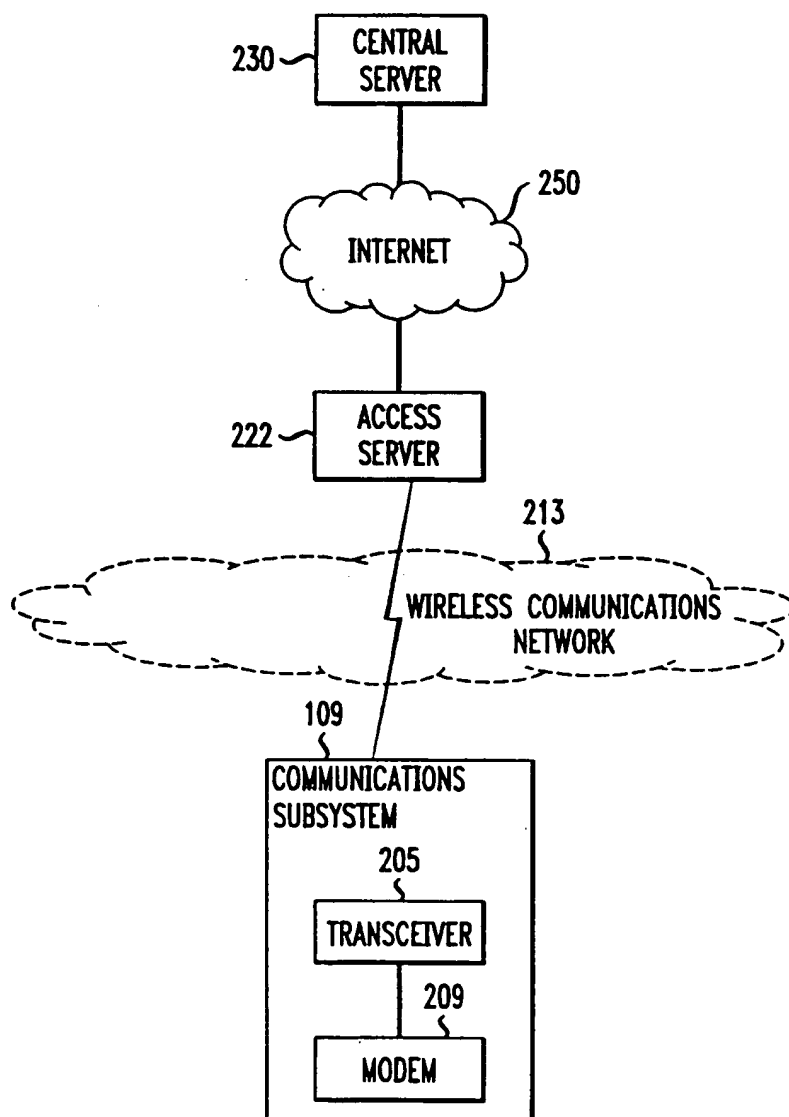 230
CENTRAL
SERVER
250
INTERNET
222
ACCESS
SERVER
213
WIRELESS COMMUNICATIONS
NETWORK
109
COMMUNICATIONS
SUBSYSTEM
205
TRANSCEIVER
209
MODEM